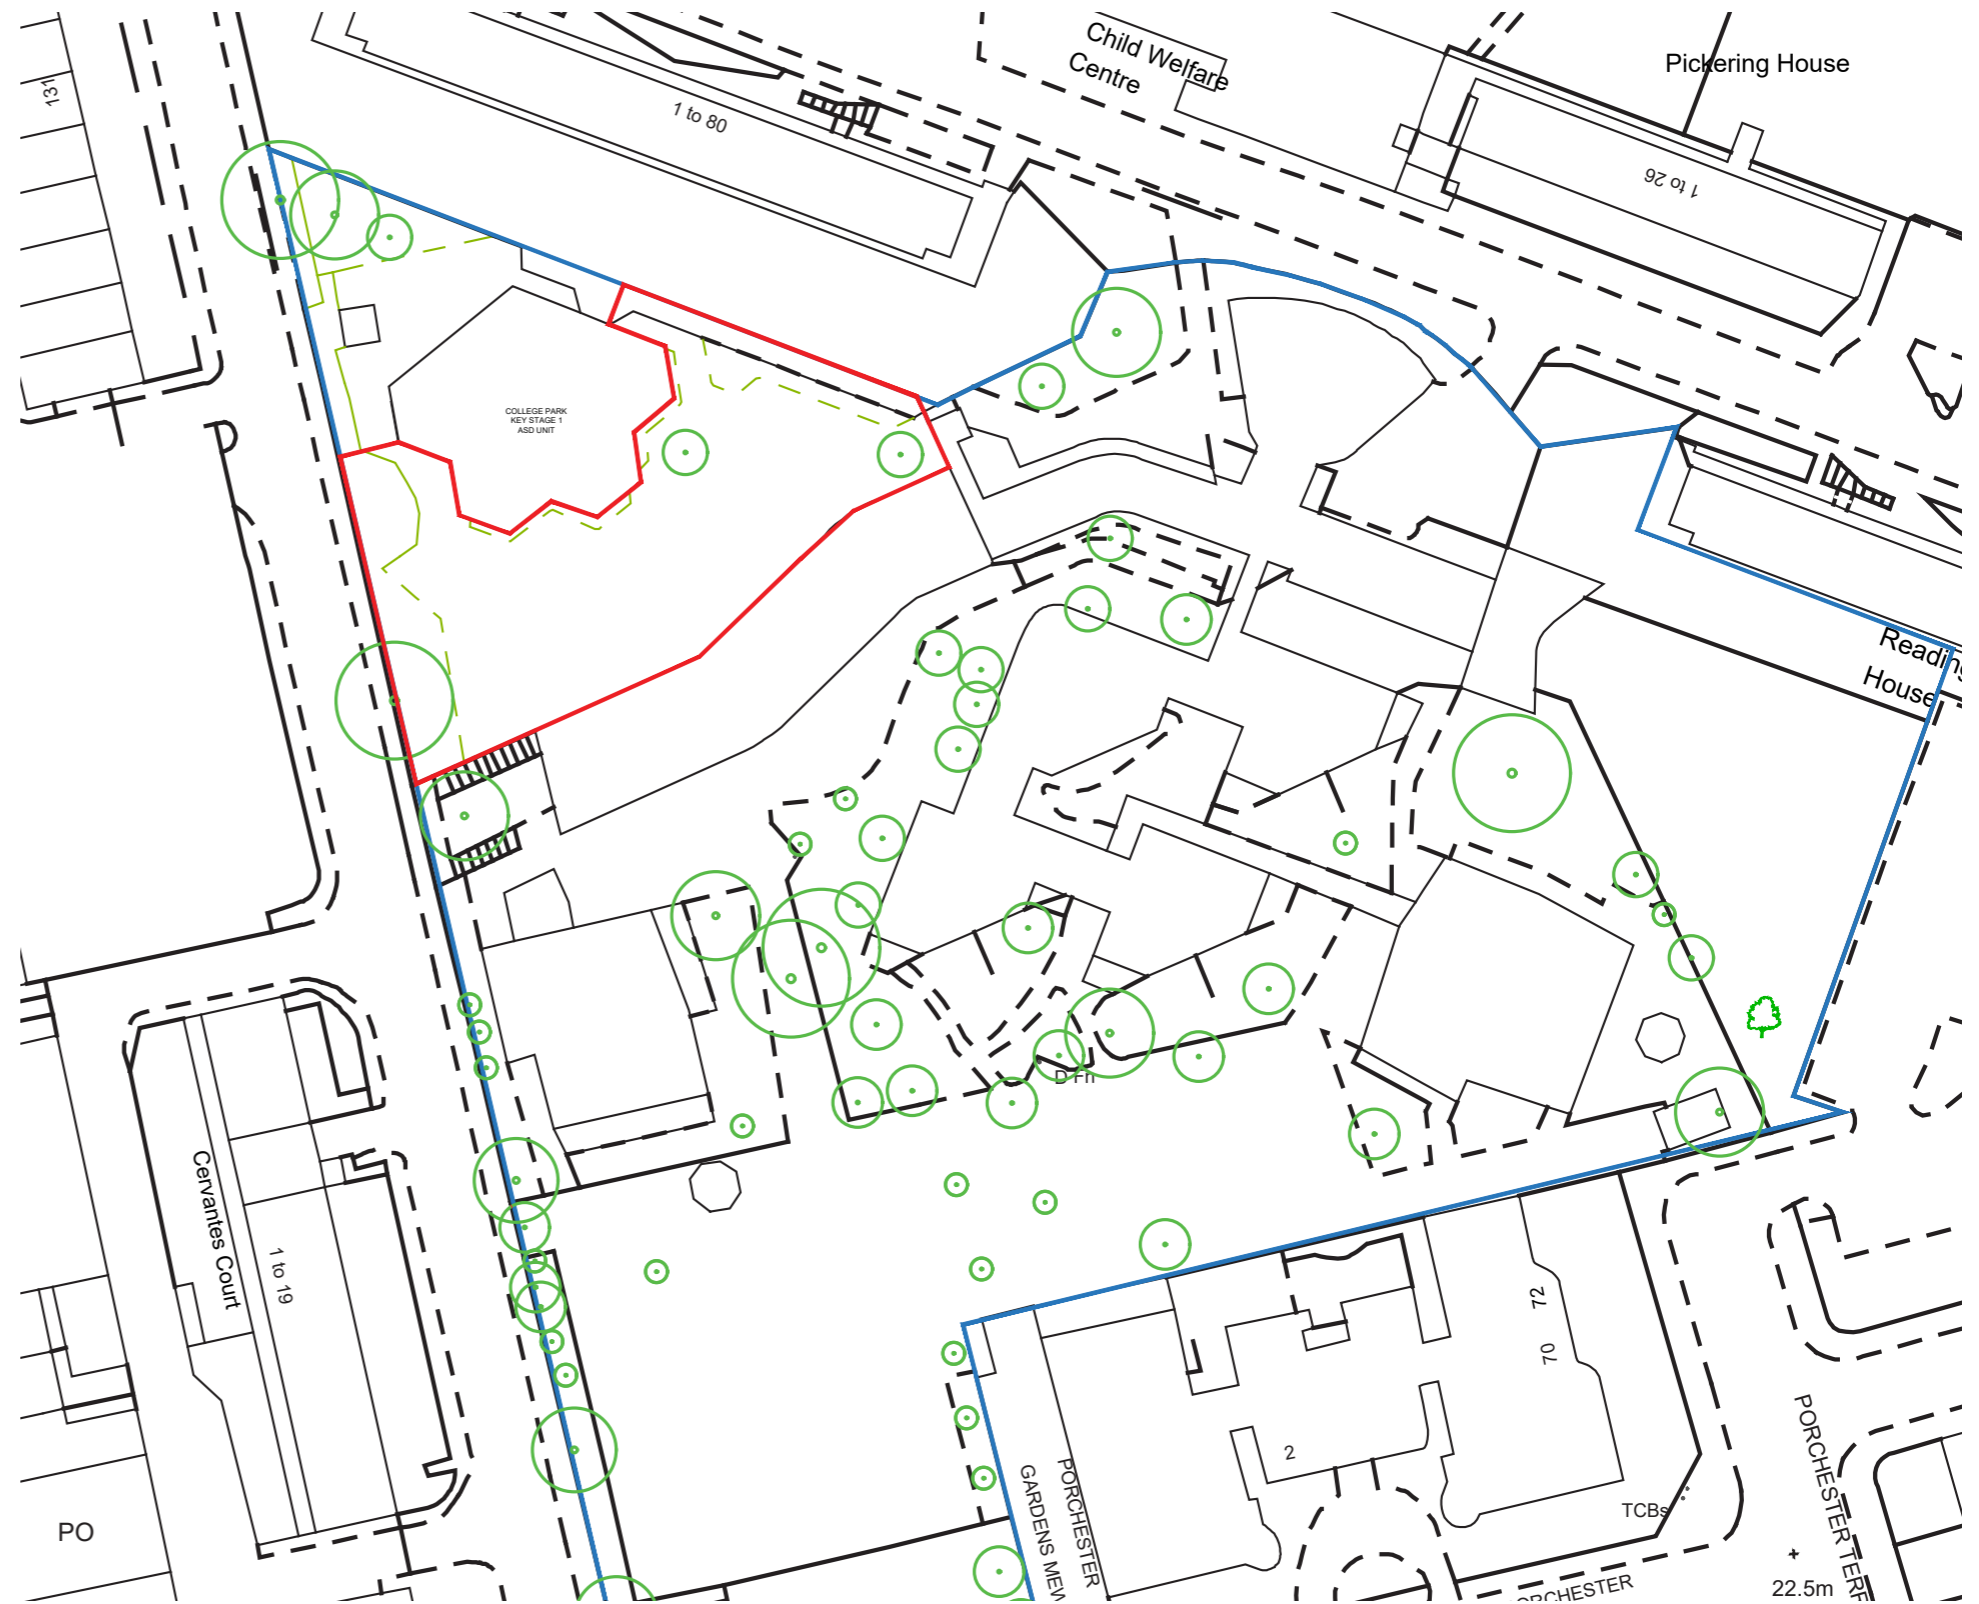 Child Welfare
Centre
Pickering House
131
1 to 80
1 to 26
COLLEGE PARK
KEY STAGE 1
ASD UNIT
Reading
House
D Fn
Cervantes Court
1 to 19
72
70
2
PORCHESTER
GARDENS MEW
TCBs
PORCHESTER TERR
PO
ORCHESTER
22.5m